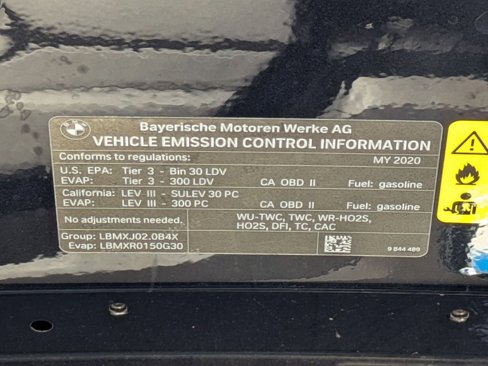 Bayerische Motoren Werke AG
VEHICLE EMISSION CONTROL INFORMATION
Conforms to regulations: MY 2020
U.S. EPA: Tier 3 - Bin 30 LDV
EVAP: Tier 3 - 300 LDV CA OBD II Fuel: gasoline
California: LEV III - SULEV 30 PC
Evap: LEV III - 300 PC CA OBD II Fuel: gasoline
No adjustments needed.
WU-TWC, TWC, WR-HO2S,
HO2S, DFI, TC, CAC
Group: LBMXJ02.0B4X
Evap: LBMXR0150G30
9 844 489